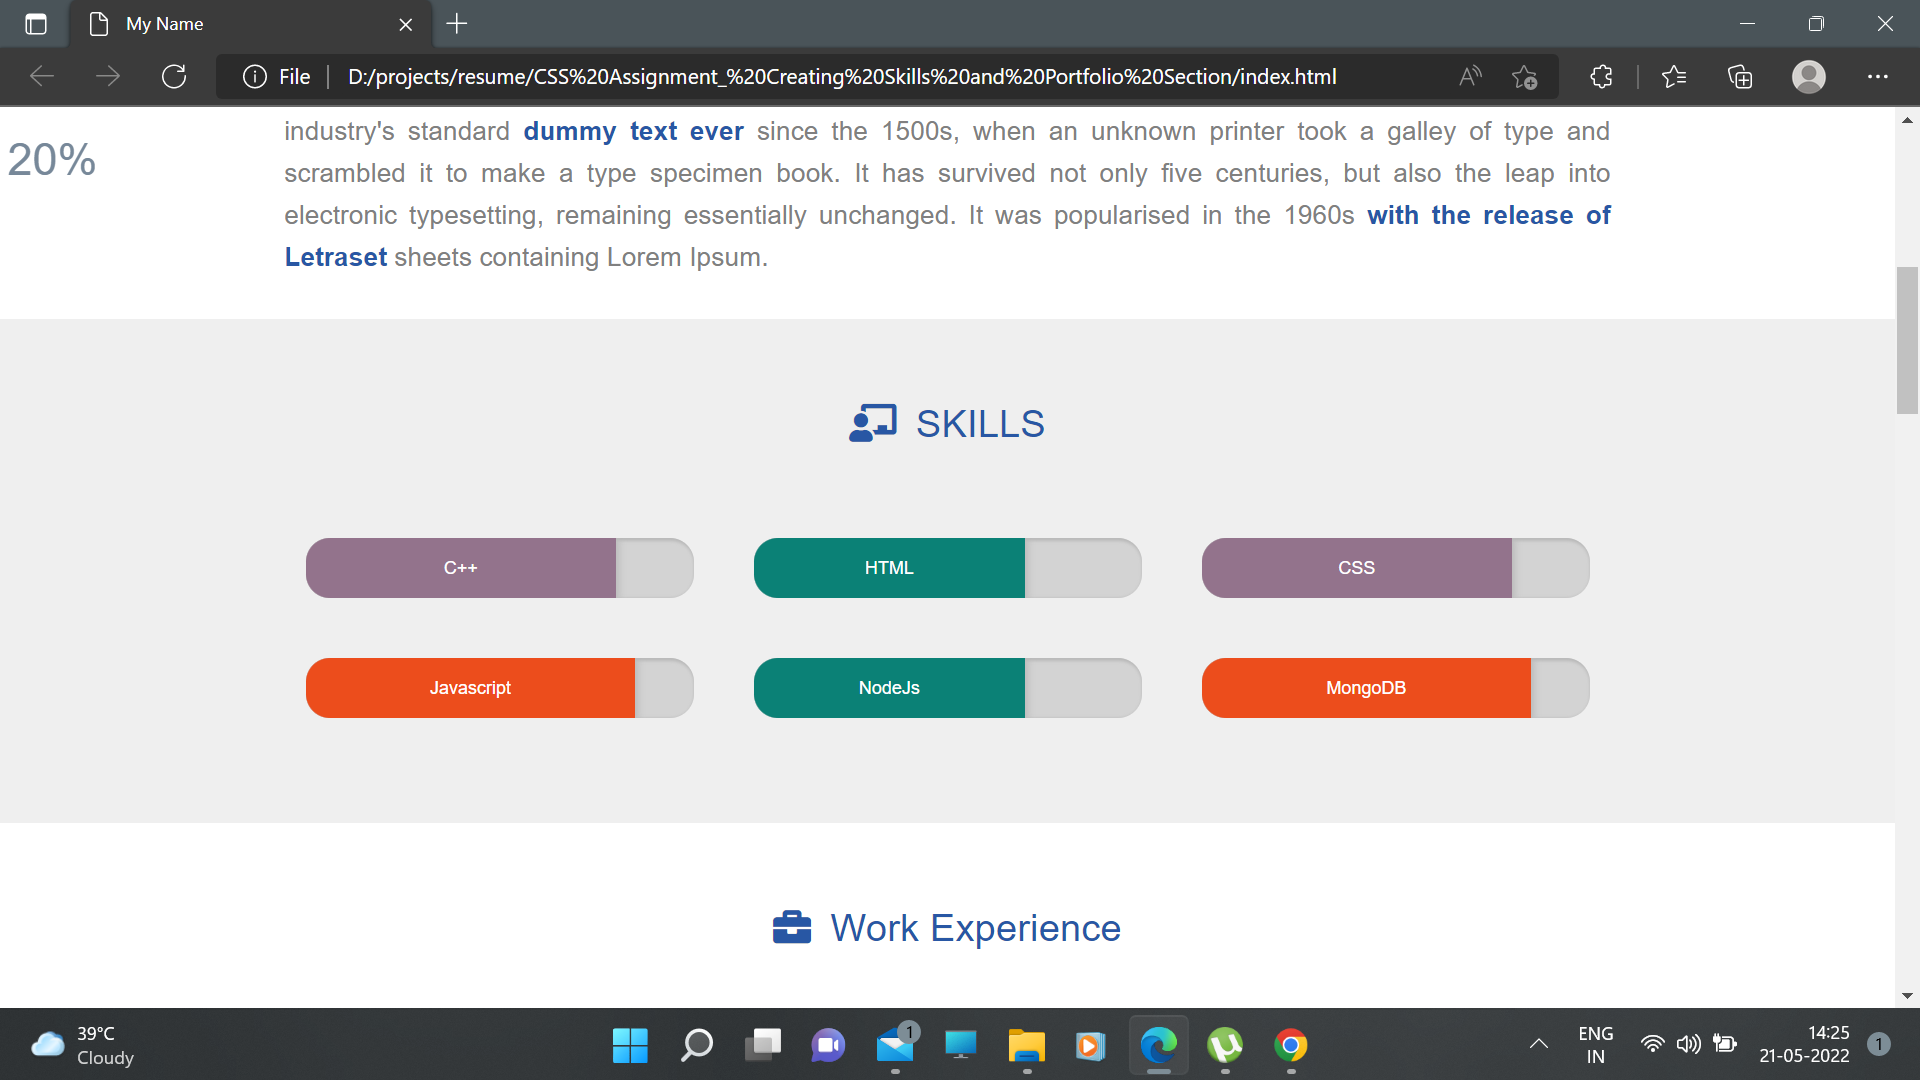 My Name
File
D:/projects/resume/CSS%20Assignment_%20Creating%20Skills%20and%20Portfolio%20Section/index.html
20%
industry's standard dummy text ever since the 1500s, when an unknown printer took a galley of type and
scrambled it to make a type specimen book. It has survived not only five centuries, but also the leap into
electronic typesetting, remaining essentially unchanged. It was popularised in the 1960s with the release of
Letraset sheets containing Lorem Ipsum.
SKILLS
C++ HTML CSS
Javascript NodeJs MongoDB
Work Experience
39°C
Cloudy
1
ENG
IN
14:25
21-05-2022
1